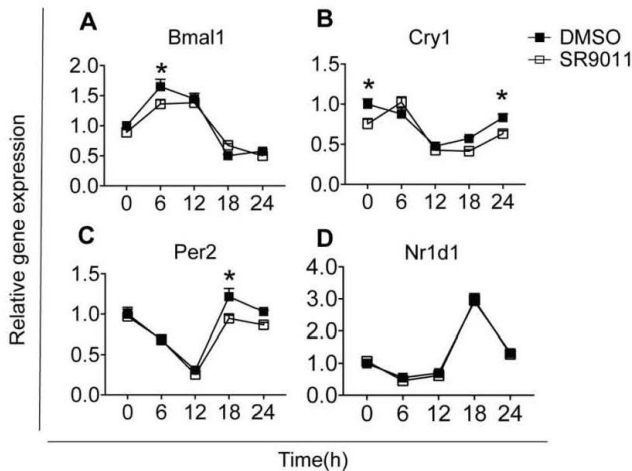 A
Bmal1
*
2.0
1.5
1.0
0.5
0.0
0 6 12 18 24
B
Cry1
* *
1.5
1.0
0.5
0.0
0 6 12 18 24
DMSO
SR9011
C
Per2
*
1.5
1.0
0.5
0.0
0 6 12 18 24
D
Nr1d1
4.0
3.0
2.0
1.0
0.0
0 6 12 18 24
Relative gene expression
Time(h)